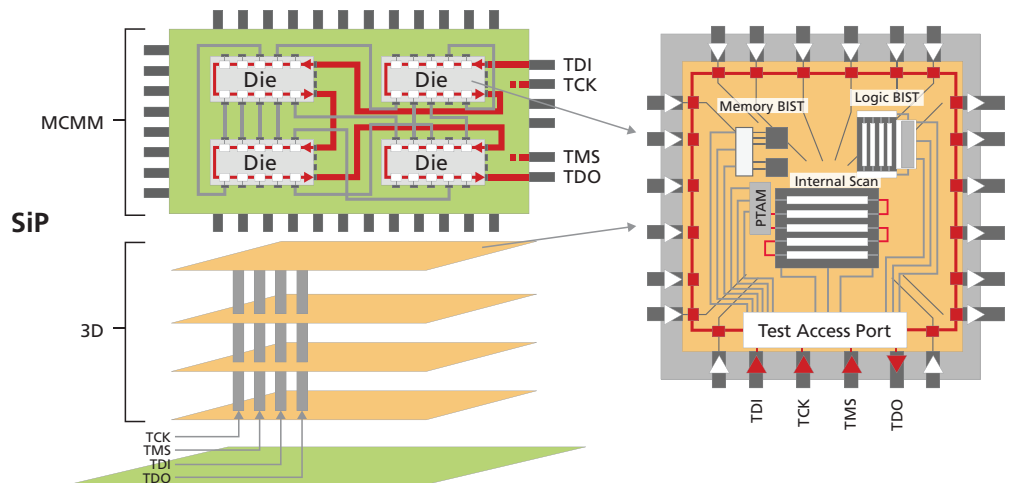 SiP
MCMM
Die
Die
Die
Die
TDI
TCK
TMS
TDO
3D
TCK
TMS
TDI
TDO
Memory BIST
Logic BIST
Internal Scan
PTAM
Test Access Port
TDI
TCK
TMS
TDO